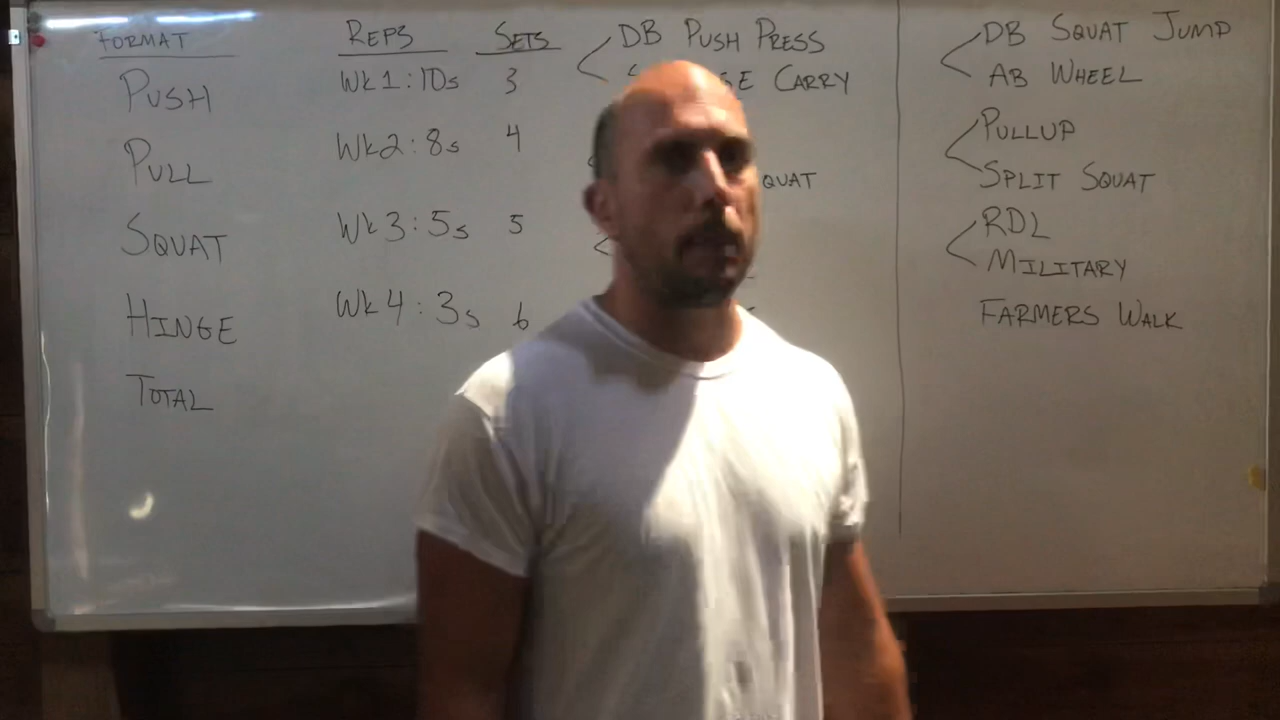 FORMAT
PUSH
PULL
SQUAT
HINGE
TOTAL
REPS SETS
Wk1:10s 3
Wk2:8s 4
Wk3:5s 5
Wk4:3s 6
DB PUSH PRESS
CARRY
DB SQUAT JUMP
AB WHEEL
PULLUP
SPLIT SQUAT
RDL
MILITARY
FARMERS WALK